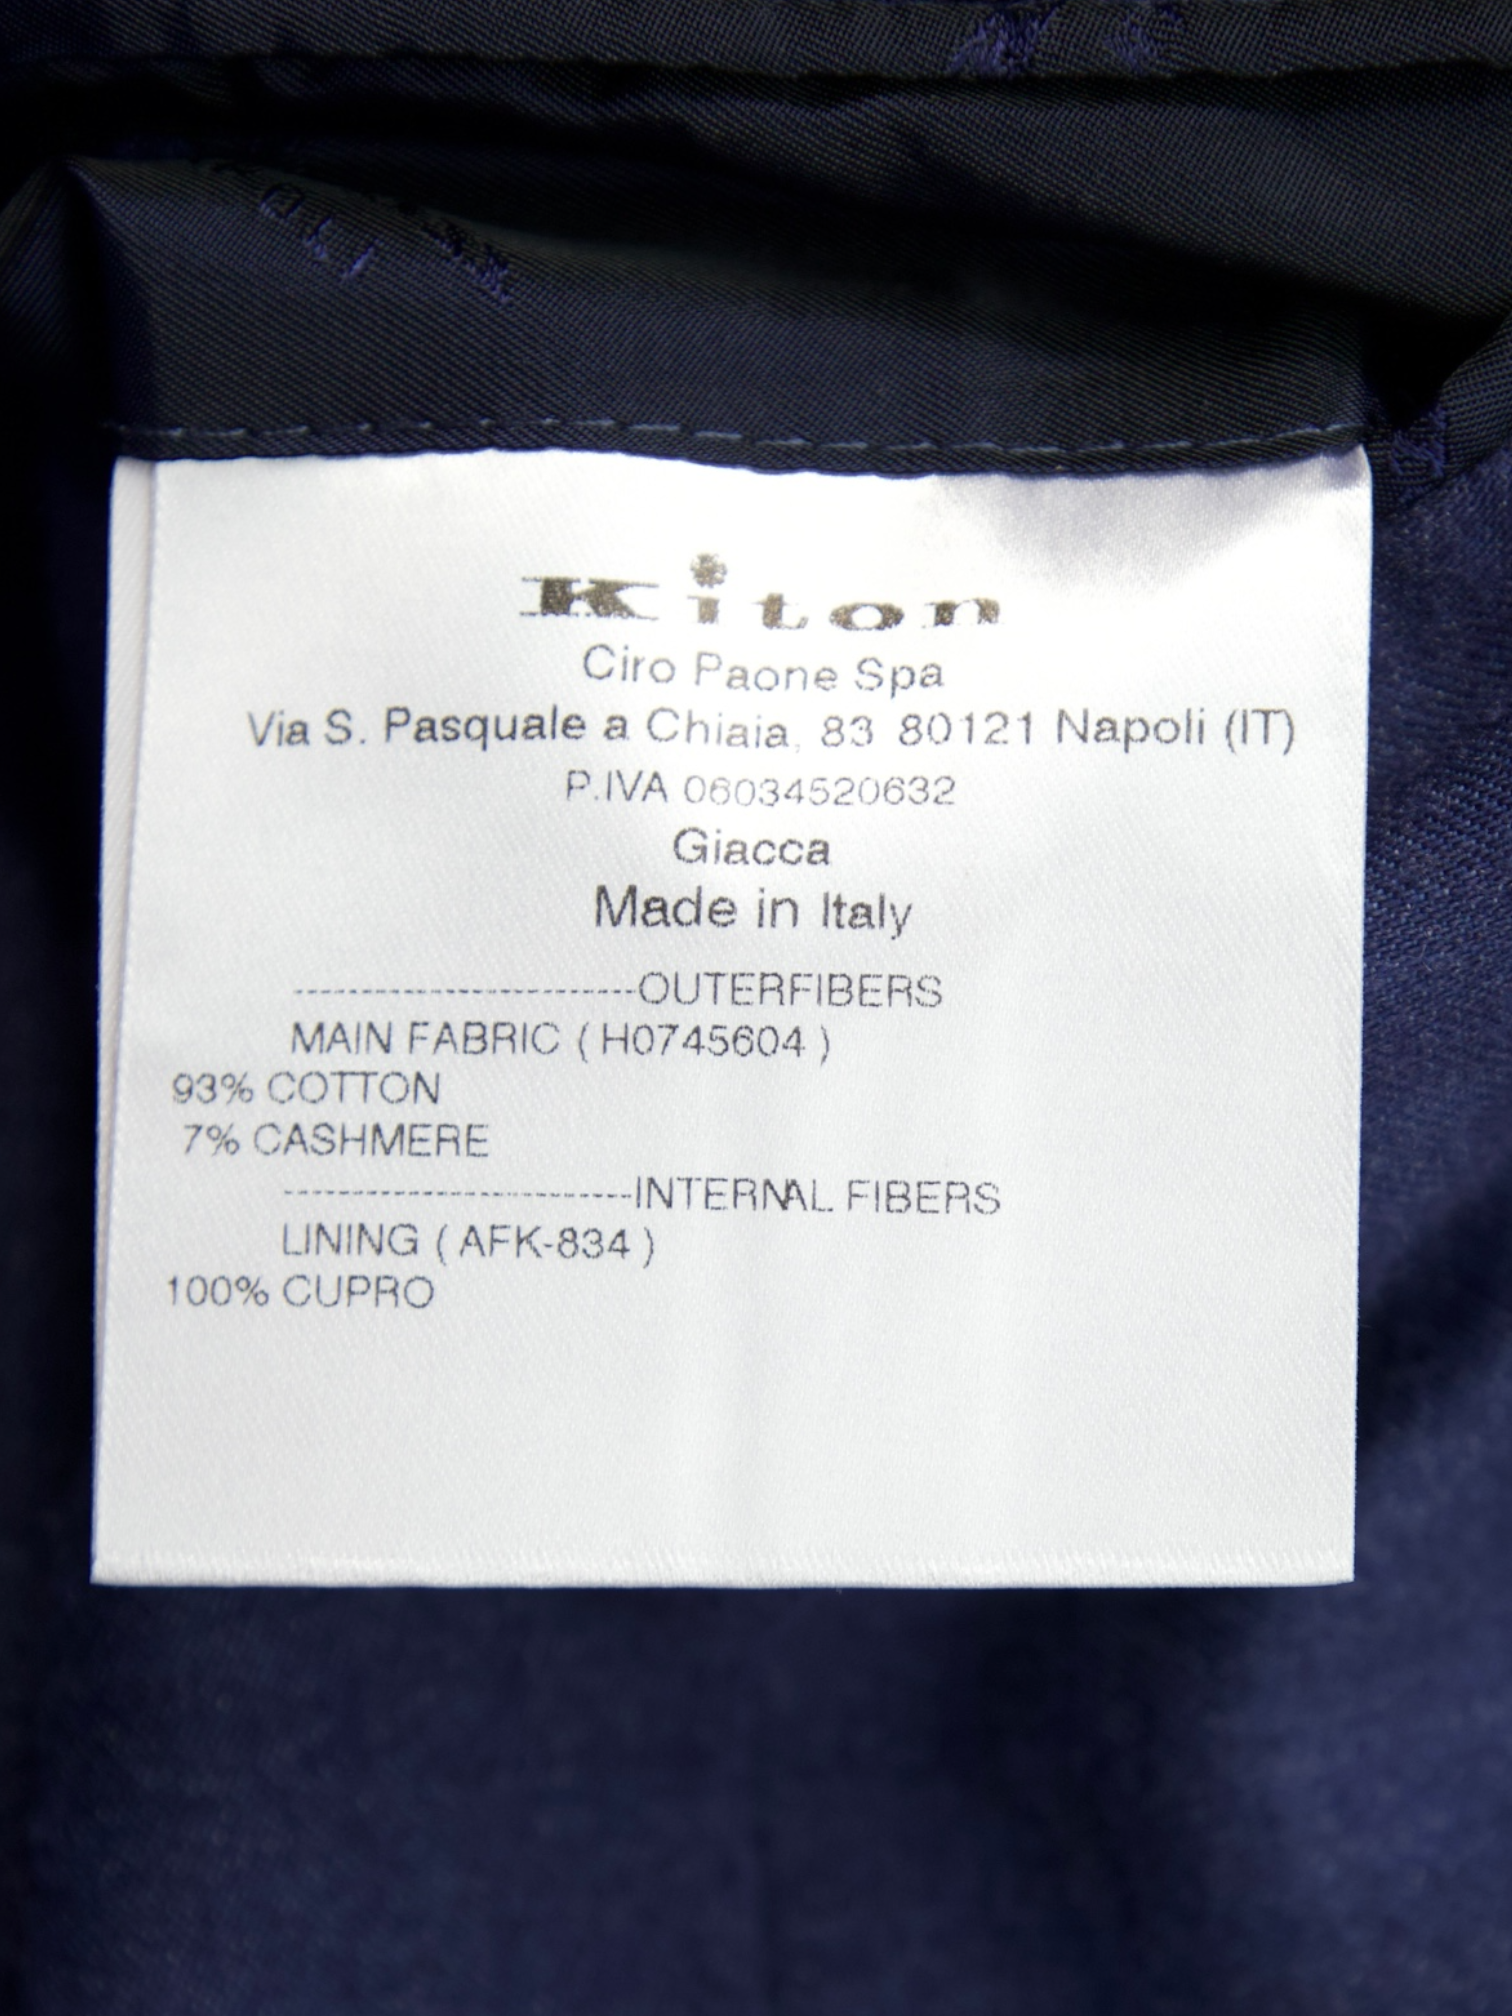 Kiton
Ciro Paone Spa
Via S. Pasquale a Chiaia, 83 80121 Napoli (IT)
P.IVA 06034520632
Giacca
Made in Italy
--------------------------OUTERFIBERS
MAIN FABRIC ( H0745604 )
93% COTTON
7% CASHMERE
--------------------------INTERNAL FIBERS
LINING ( AFK-834 )
100% CUPRO